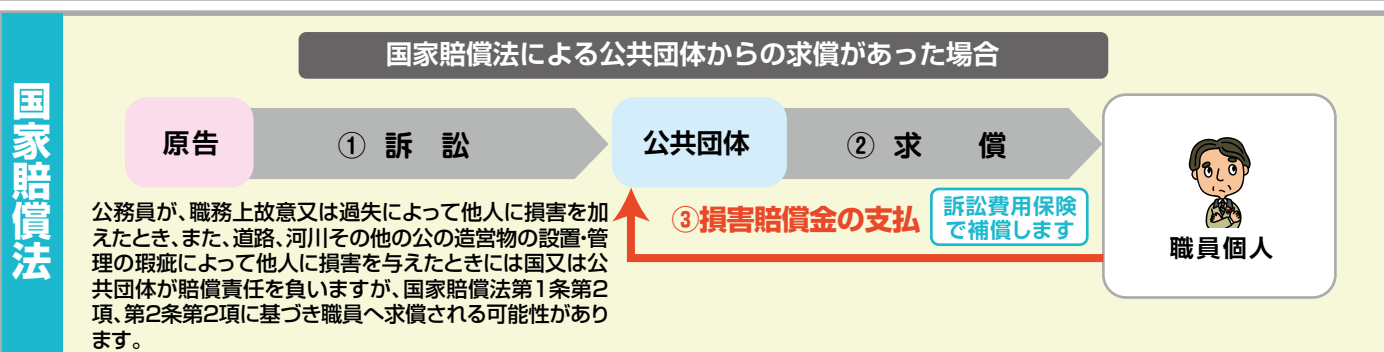 国家賠償法
国家賠償法による公共団体からの求償があった場合
原告
① 訴　訟
公共団体
② 求　　償
公務員が、職務上故意又は過失によって他人に損害を加
えたとき、また、道路、河川その他の公の造営物の設置・管
理の瑕疵によって他人に損害を与えたときには国又は公
共団体が賠償責任を負いますが、国家賠償法第1条第2
項、第2条第2項に基づき職員へ求償される可能性があり
ます。
③損害賠償金の支払
訴訟費用保険
で補償します
職員個人